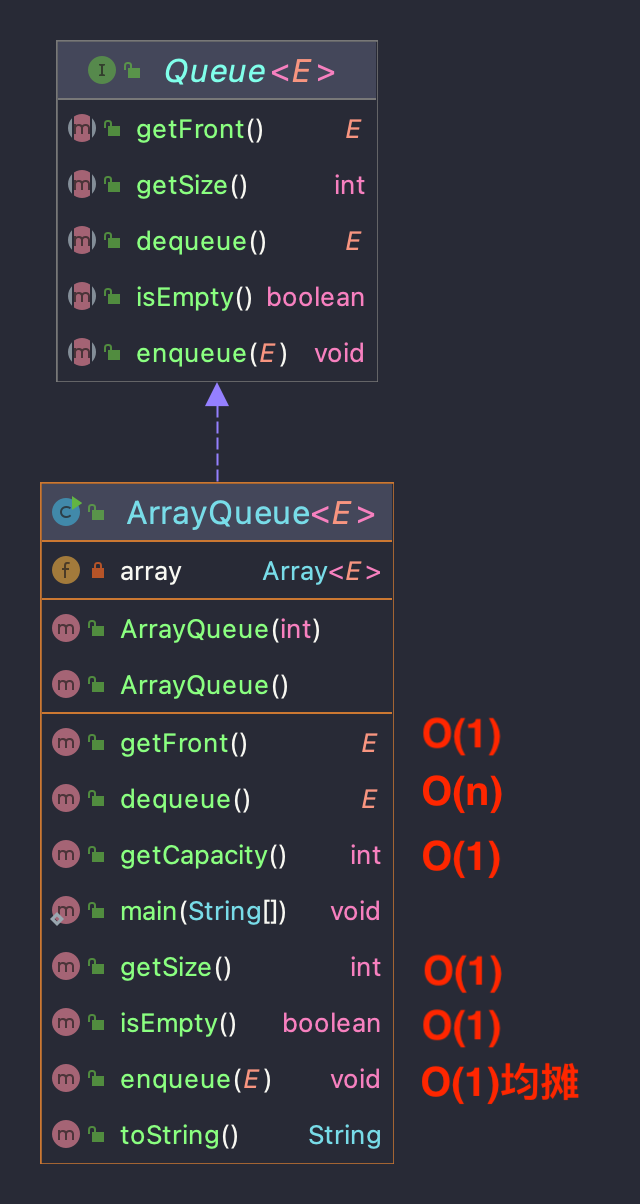 Queue<E>
getFront() E
getSize() int
dequeue() E
isEmpty() boolean
enqueue(E) void
ArrayQueue<E>
array Array<E>
ArrayQueue(int)
ArrayQueue()
getFront() E O(1)
dequeue() E O(n)
getCapacity() int O(1)
main(String[]) void
getSize() int O(1)
isEmpty() boolean O(1)
enqueue(E) void O(1)均摊
toString() String